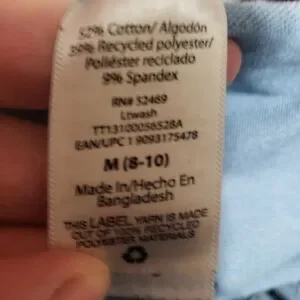 52% Cotton/ Algodón
39% Recycled polyester/
Poliéster reciclado
9% Spandex
RN# 52469
Ltwash
TT13100056528A
EAN/UPC 1 9093175478
M (8-10)
Made In/Hecho En
Bangladesh
THIS LABEL YARN IS MADE
OUT OF 100% RECYCLED
POLYESTER MATERIALS